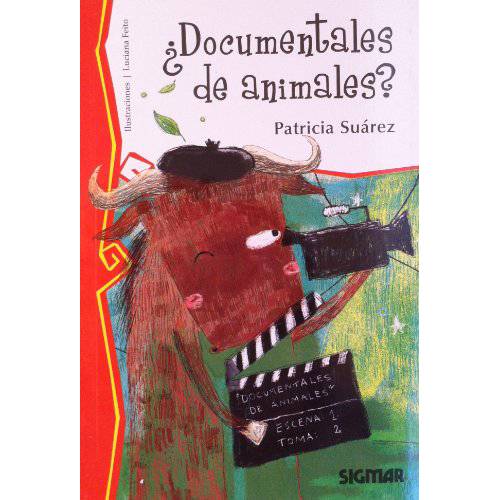 ¿Documentales
de animales?
Patricia Suárez
Ilustraciones | Luciana Feito
"DOCUMENTALES
DE ANIMALES"
ESCENA: 1
TOMA: 2
SIGMAR